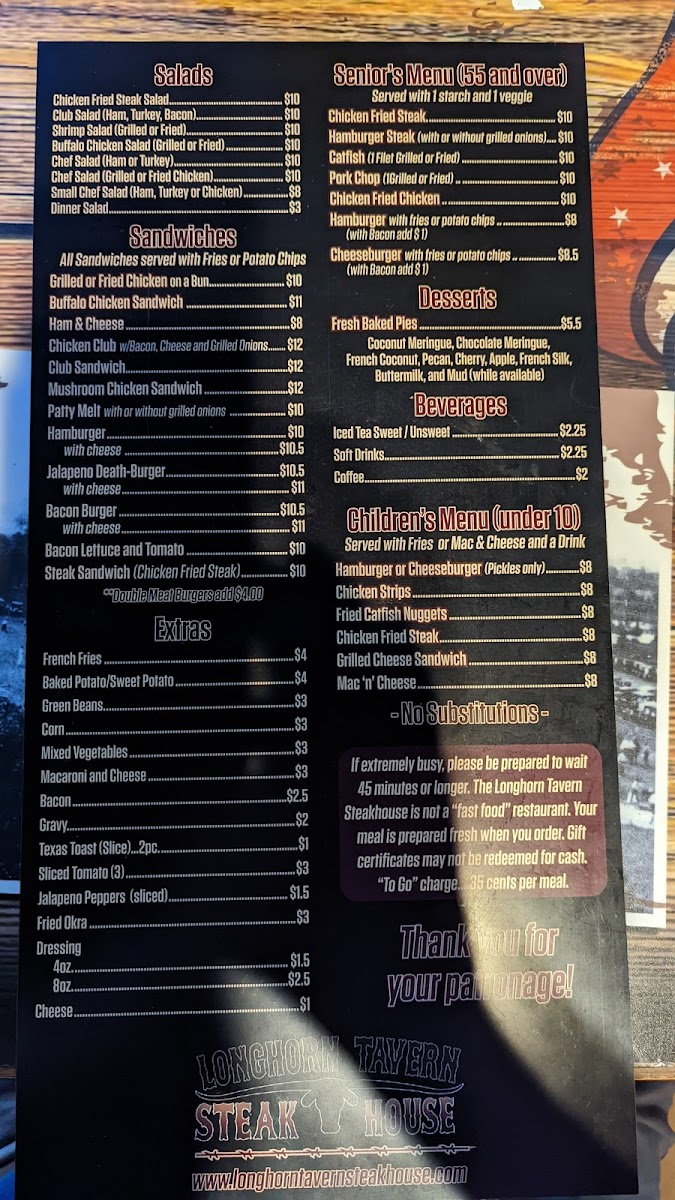 Salads
Chicken Fried Steak Salad........ $10
Club Salad (Ham, Turkey, Bacon)........ $10
Shrimp Salad (Grilled or Fried)........ $10
Buffalo Chicken Salad (Grilled or Fried)........ $10
Chef Salad (Ham or Turkey)........ $10
Chef Salad (Grilled or Fried Chicken)........ $10
Small Chef Salad (Ham, Turkey or Chicken)........ $8
Dinner Salad........ $3
Sandwiches
All Sandwiches served with Fries or Potato Chips
Grilled or Fried Chicken on a Bun........ $10
Buffalo Chicken Sandwich ........ $11
Ham & Cheese ........ $8
Chicken Club w/Bacon, Cheese and Grilled Onions....... $12
Club Sandwich........ $12
Mushroom Chicken Sandwich ........ $12
Patty Melt with or without grilled onions ........ $10
Hamburger ........ $10
with cheese ........ $10.5
Jalapeno Death-Burger........ $10.5
with cheese........ $11
Bacon Burger ........ $10.5
with cheese........ $11
Bacon Lettuce and Tomato ........ $10
Steak Sandwich (Chicken Fried Steak)........ $10
**Double Meat Burgers add $4.00
Extras
French Fries ........ $4
Baked Potato/Sweet Potato ........ $4
Green Beans........ $3
Corn........ $3
Mixed Vegetables ........ $3
Macaroni and Cheese ........ $3
Bacon........ $2.5
Gravy........ $2
Texas Toast (Slice)...2pc........ $1
Sliced Tomato (3)........ $3
Jalapeno Peppers (sliced)........ $1.5
Fried Okra ........ $3
Dressing
4oz........ $1.5
8oz........ $2.5
Cheese........ $1
Senior's Menu (55 and over)
Served with 1 starch and 1 veggie
Chicken Fried Steak........ $10
Hamburger Steak (with or without grilled onions).... $10
Catfish (1 Filet Grilled or Fried) ........ $10
Pork Chop (1Grilled or Fried) ........ $10
Chicken Fried Chicken ........ $10
Hamburger with fries or potato chips ........ $8
(with Bacon add $1)
Cheeseburger with fries or potato chips ........ $8.5
(with Bacon add $1)
Desserts
Fresh Baked Pies ........ $5.5
Coconut Meringue, Chocolate Meringue,
French Coconut, Pecan, Cherry, Apple, French Silk,
Buttermilk, and Mud (while available)
Beverages
Iced Tea Sweet / Unsweet ........ $2.25
Soft Drinks........ $2.25
Coffee........ $2
Children's Menu (under 10)
Served with Fries or Mac & Cheese and a Drink
Hamburger or Cheeseburger (Pickles only)........ $8
Chicken Strips ........ $8
Fried Catfish Nuggets ........ $8
Chicken Fried Steak........ $8
Grilled Cheese Sandwich ........ $8
Mac 'n' Cheese........ $8
- No Substitutions -
If extremely busy, please be prepared to wait
45 minutes or longer. The Longhorn Tavern
Steakhouse is not a "fast food" restaurant. Your
meal is prepared fresh when you order. Gift
certificates may not be redeemed for cash.
"To Go" charge....35 cents per meal.
Thank you for
your patronage!
LONGHORN TAVERN
STEAK HOUSE
www.longhorntavernsteakhouse.com